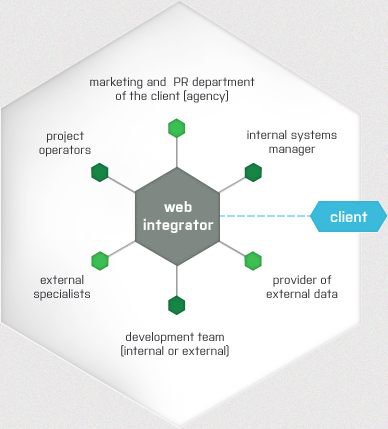 marketing and PR department
of the client (agency)
project
operators
internal systems
manager
web
integrator
client
external
specialists
provider of
external data
development team
(internal or external)